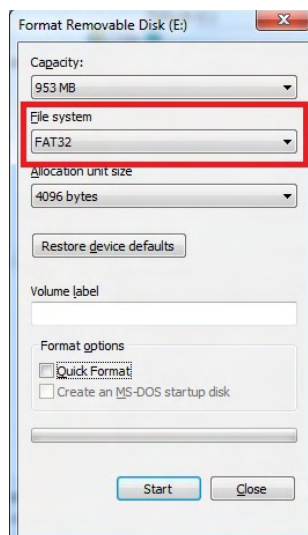 Format Removable Disk (E:)
Capacity:
953 MB
File system
FAT32
Allocation unit size
4096 bytes
Restore device defaults
Volume label
Format options
Quick Format
Create an MS-DOS startup disk
Start Close